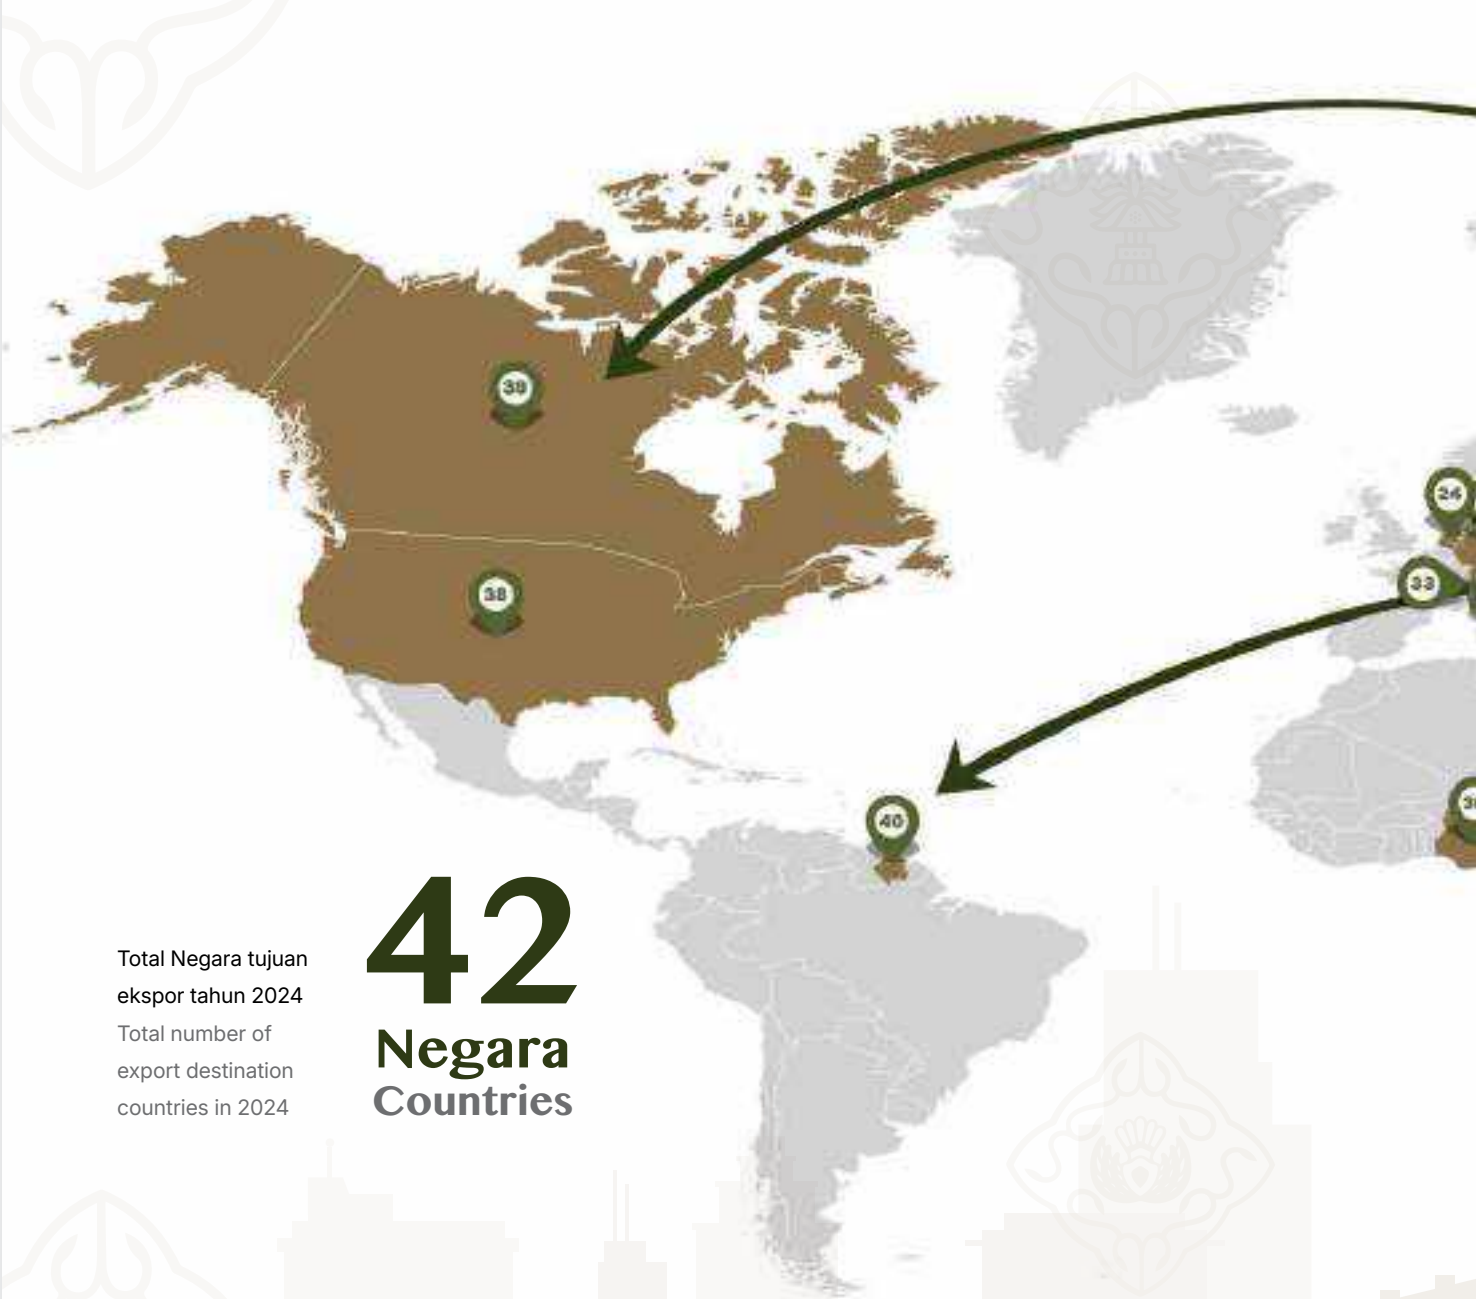 24
33
38
40
42
Total Negara tujuan
ekspor tahun 2024
Total number of
export destination
countries in 2024
Negara
Countries